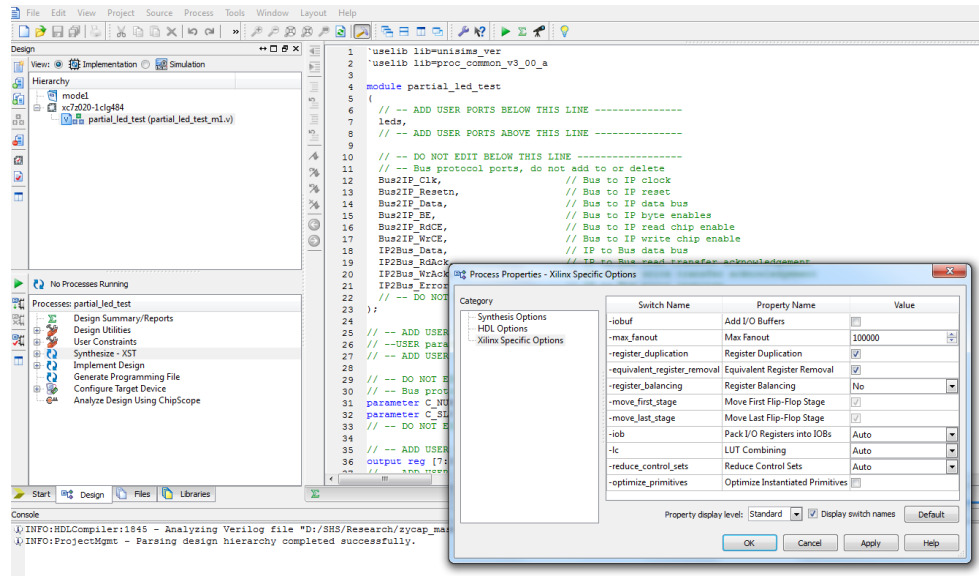 File Edit View Project Source Process Tools Window Layout Help
Design
View: Implementation Simulation
Hierarchy
mode1
xc7z020-1clg484
partial_led_test (partial_led_test_m1.v)
No Processes Running
Processes: partial_led_test
Design Summary/Reports
Design Utilities
User Constraints
Synthesize - XST
Implement Design
Generate Programming File
Configure Target Device
Analyze Design Using ChipScope
Start Design Files Libraries
1 `uselib lib=unisims_ver
2 `uselib lib=proc_common_v3_00_a
3
4 module partial_led_test
5 (
6 // -- ADD USER PORTS BELOW THIS LINE ---------------
7 leds,
8 // -- ADD USER PORTS ABOVE THIS LINE ---------------
9
10 // -- DO NOT EDIT BELOW THIS LINE ------------------
11 // -- Bus protocol ports, do not add to or delete
12 Bus2IP_Clk, // Bus to IP clock
13 Bus2IP_Resetn, // Bus to IP reset
14 Bus2IP_Data, // Bus to IP data bus
15 Bus2IP_BE, // Bus to IP byte enables
16 Bus2IP_RdCE, // Bus to IP read chip enable
17 Bus2IP_WrCE, // Bus to IP write chip enable
18 IP2Bus_Data, // IP to Bus data bus
19 IP2Bus_RdAck, // IP to Bus read transfer acknowledgement
20 IP2Bus_WrAck
21 IP2Bus_Error
22 // -- DO NOT
23 );
24
25 // -- ADD USER
26 // --USER para
27 // -- ADD USER
28
29 // -- DO NOT E
30 // -- Bus prot
31 parameter C_NU
32 parameter C_SL
33 // -- DO NOT E
34
35 // -- ADD USER
36 output reg [7:
Process Properties - Xilinx Specific Options
Category
Synthesis Options
HDL Options
Xilinx Specific Options
Switch Name Property Name Value
-iobuf Add I/O Buffers
-max_fanout Max Fanout 100000
-register_duplication Register Duplication
-equivalent_register_removal Equivalent Register Removal
-register_balancing Register Balancing No
-move_first_stage Move First Flip-Flop Stage
-move_last_stage Move Last Flip-Flop Stage
-iob Pack I/O Registers into IOBs Auto
-lc LUT Combining Auto
-reduce_control_sets Reduce Control Sets Auto
-optimize_primitives Optimize Instantiated Primitives
Property display level: Standard Display switch names Default
OK Cancel Apply Help
Console
INFO:HDLCompiler:1845 - Analyzing Verilog file "D:/SHS/Research/zycap_mas
INFO:ProjectMgmt - Parsing design hierarchy completed successfully.